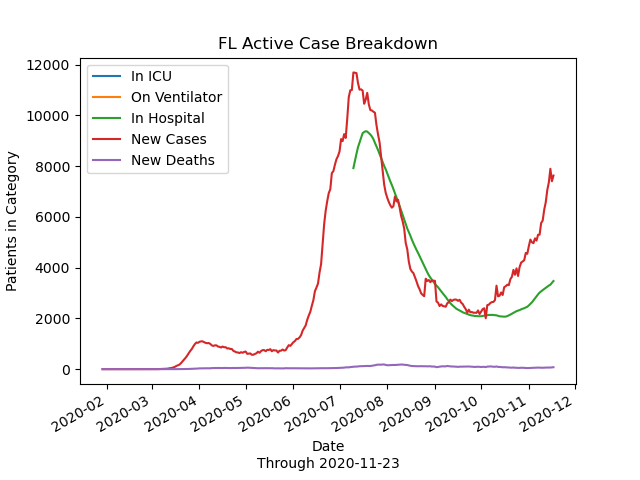 FL Active Case Breakdown
12000
10000
8000
6000
4000
2000
0
Patients in Category
In ICU
On Ventilator
In Hospital
New Cases
New Deaths
2020-02
2020-03
2020-04
2020-05
2020-06
2020-07
2020-08
2020-09
2020-10
2020-11
2020-12
Date
Through 2020-11-23